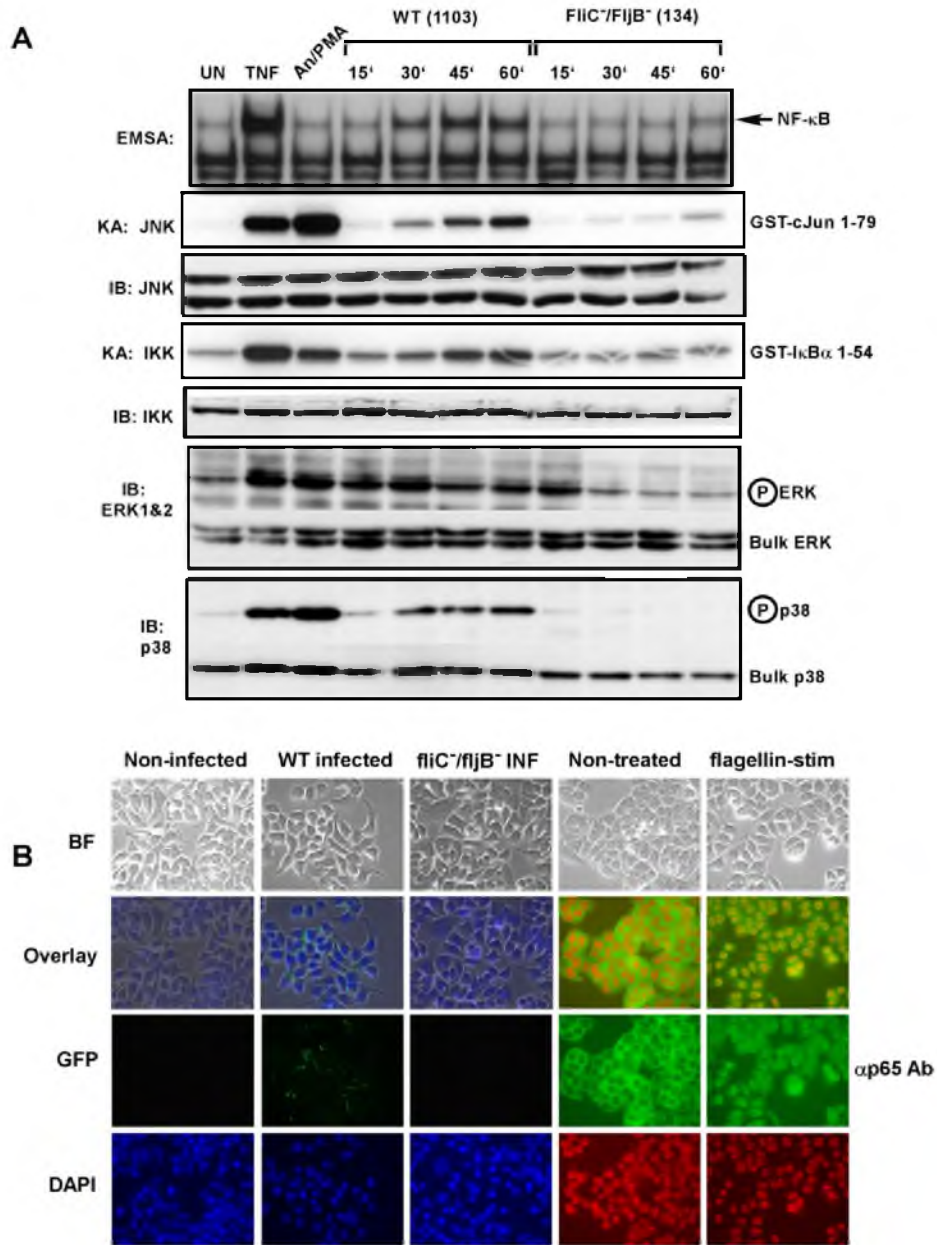 A
WT (1103) FliC⁻/FljB⁻ (134)
UN TNF An/PMA 15‘ 30‘ 45‘ 60‘ 15‘ 30‘ 45‘ 60‘
EMSA: NF-κB
KA: JNK GST-cJun 1-79
IB: JNK
KA: IKK GST-IκBα 1-54
IB: IKK
IB:
ERK1&2
P ERK
Bulk ERK
IB:
p38
P p38
Bulk p38
B
Non-infected WT infected fliC⁻/fljB⁻ INF Non-treated flagellin-stim
BF
Overlay
GFP αp65 Ab
DAPI